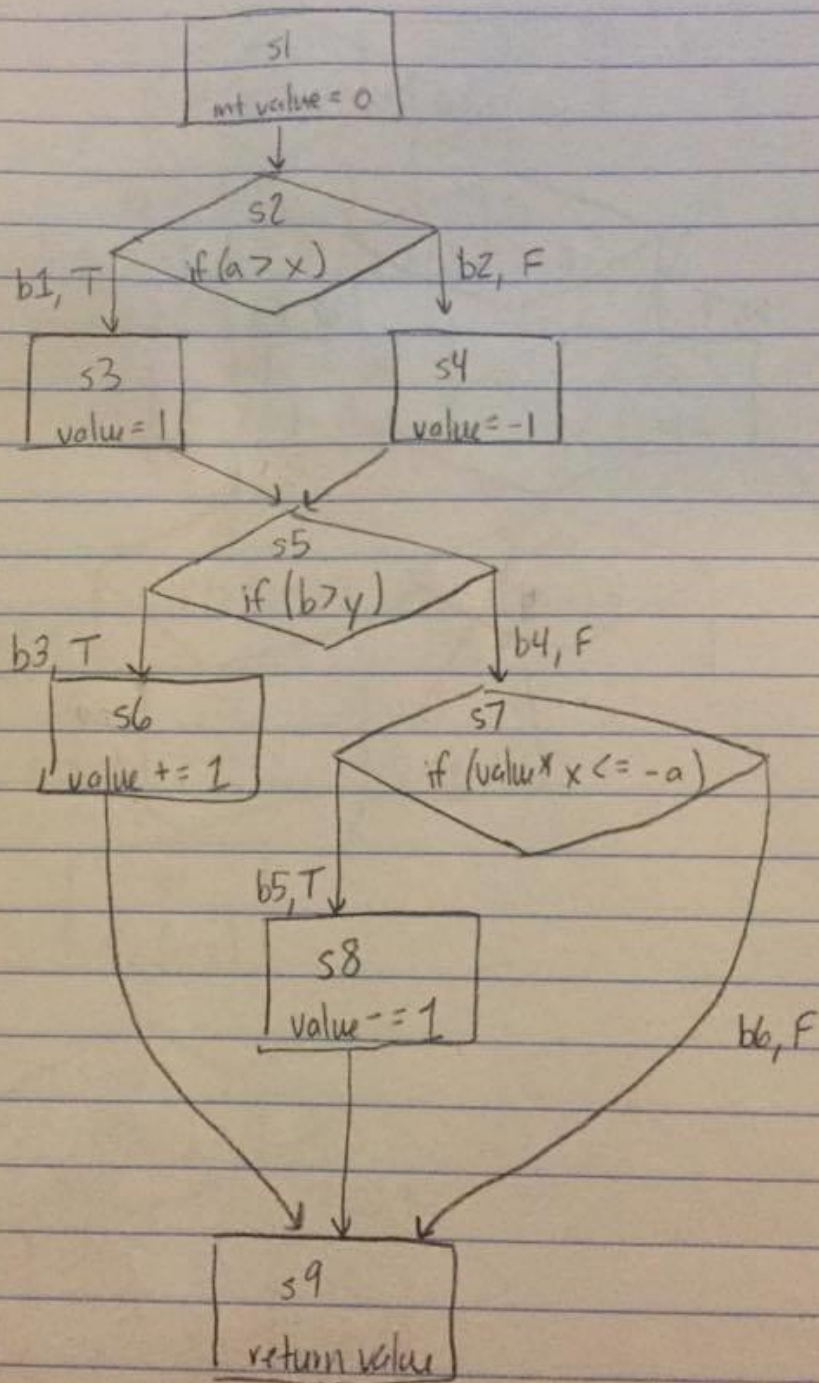 s1
int value = 0
s2
if (a > x)
b1, T
b2, F
s3
value = 1
s4
value = -1
s5
if (b > y)
b3, T
b4, F
s6
value += 1
s7
if (value * x <= -a)
b5, T
s8
value -= 1
b6, F
s9
return value